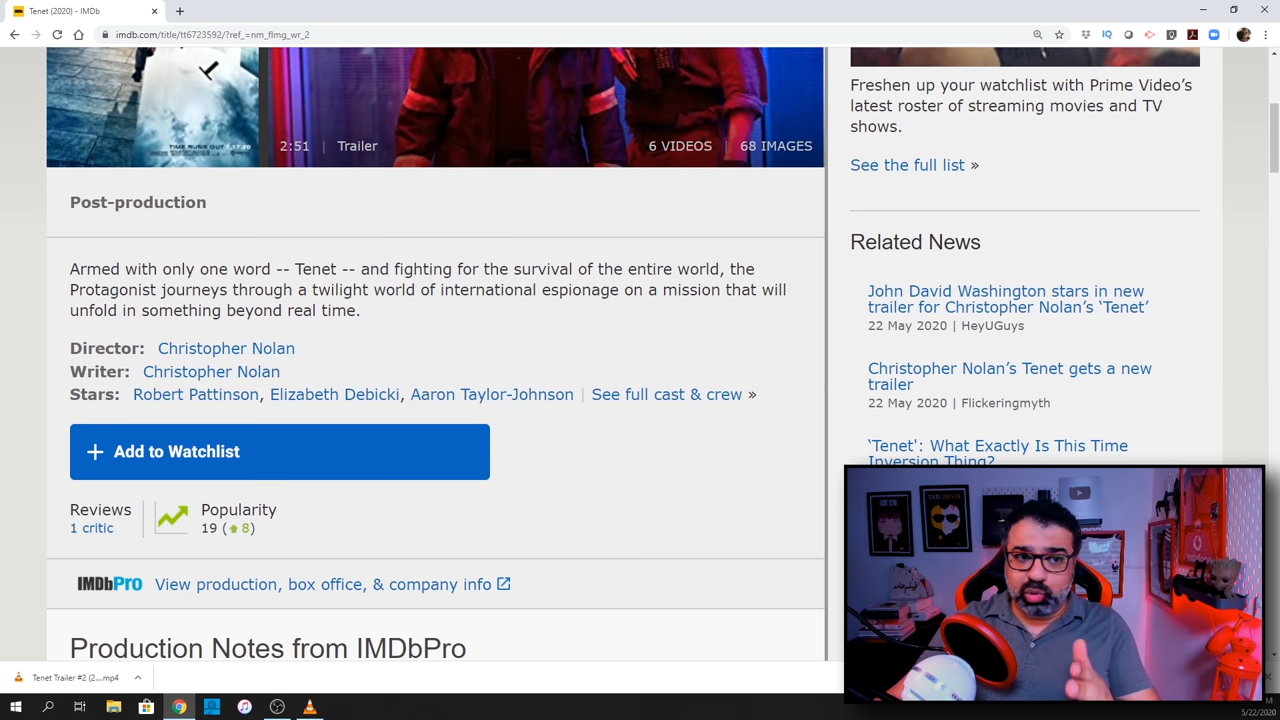 Tenet (2020) - IMDb
imdb.com/title/tt6723592/?ref_=nm_flmg_wr_2
TIME RUNS OUT 7.17.20
2:51 | Trailer
6 VIDEOS | 68 IMAGES
Post-production
Armed with only one word -- Tenet -- and fighting for the survival of the entire world, the
Protagonist journeys through a twilight world of international espionage on a mission that will
unfold in something beyond real time.
Director: Christopher Nolan
Writer: Christopher Nolan
Stars: Robert Pattinson, Elizabeth Debicki, Aaron Taylor-Johnson | See full cast & crew »
+ Add to Watchlist
Reviews
1 critic
Popularity
19 (8)
IMDbPro View production, box office, & company info
Production Notes from IMDbPro
Freshen up your watchlist with Prime Video's
latest roster of streaming movies and TV
shows.
See the full list »
Related News
John David Washington stars in new
trailer for Christopher Nolan's 'Tenet'
22 May 2020 | HeyUGuys
Christopher Nolan's Tenet gets a new
trailer
22 May 2020 | Flickeringmyth
'Tenet': What Exactly Is This Time
Inversion Thing?
Tenet Trailer #2 (2....mp4
5/22/2020